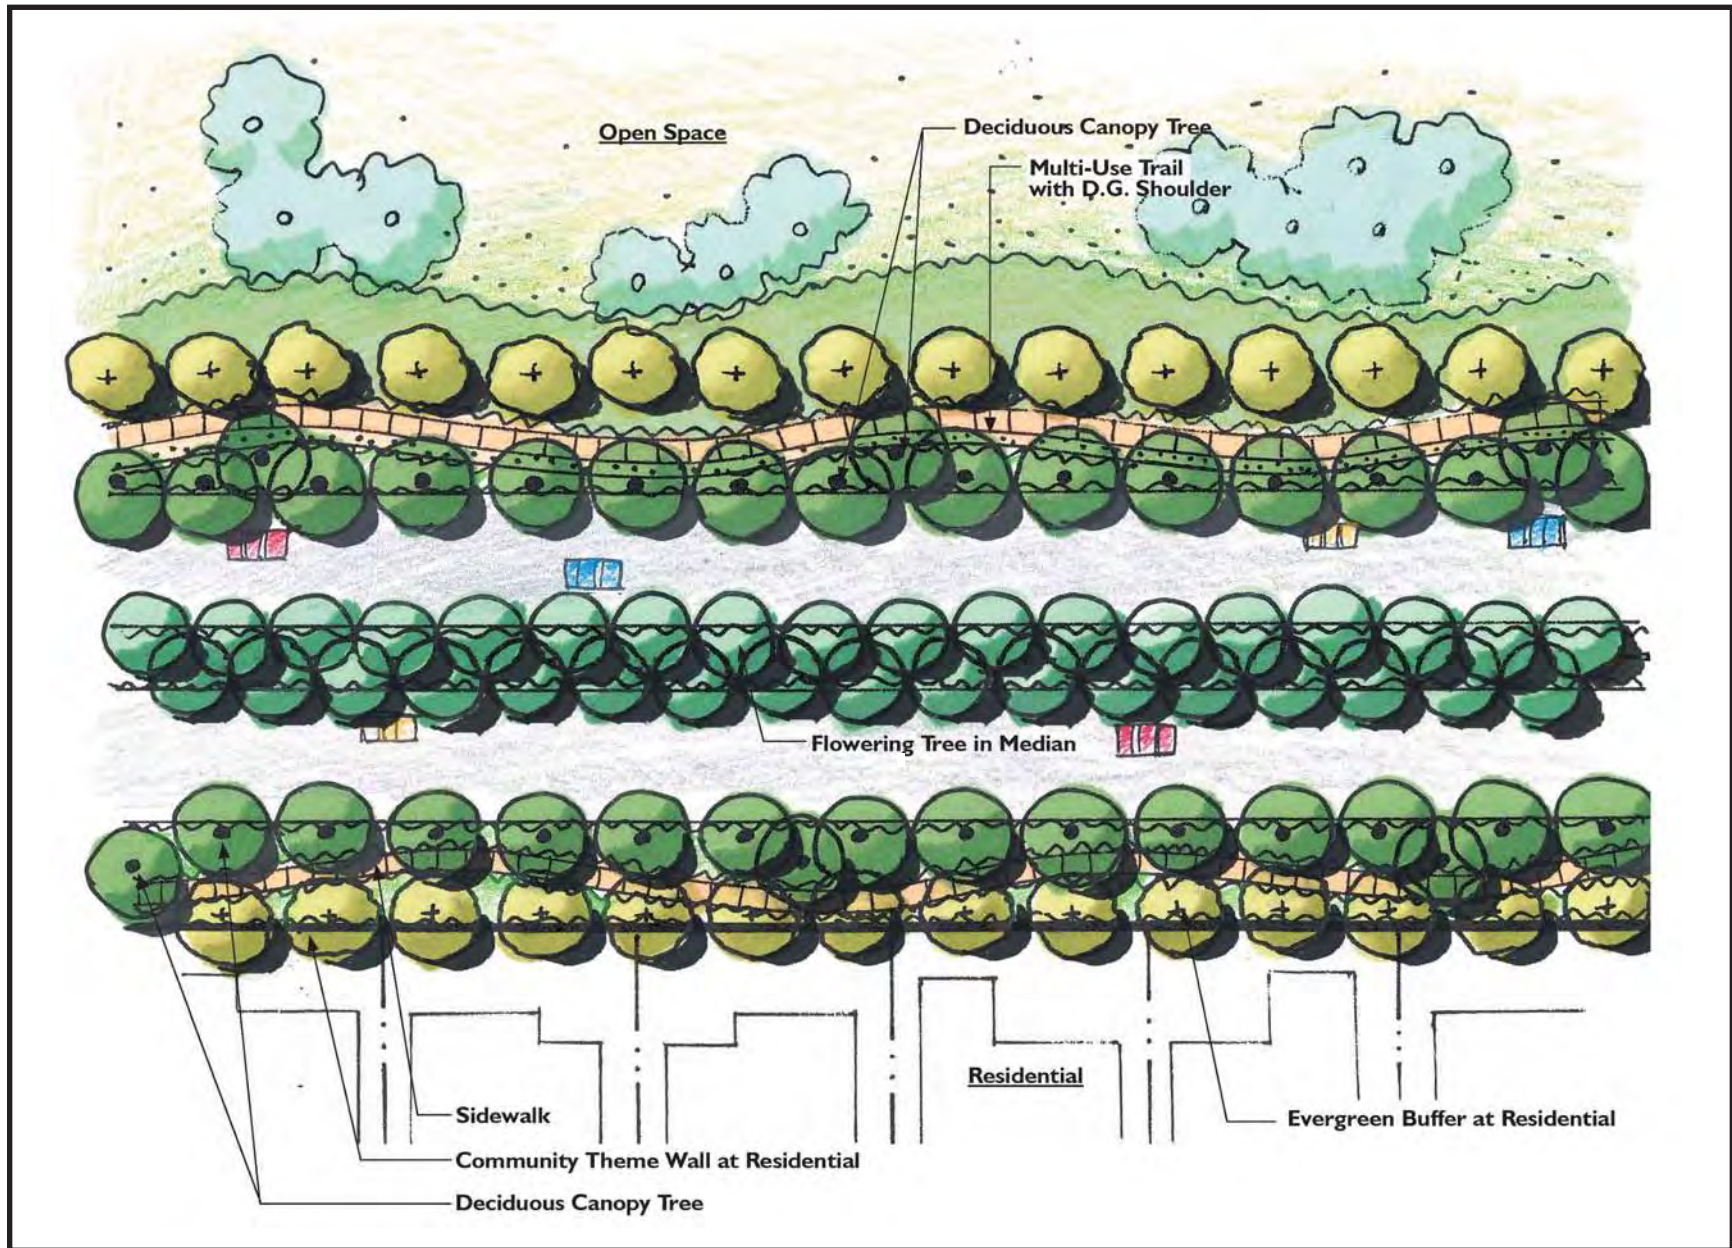 Open Space
Deciduous Canopy Tree
Multi-Use Trail
with D.G. Shoulder
Flowering Tree in Median
Residential
Sidewalk
Evergreen Buffer at Residential
Community Theme Wall at Residential
Deciduous Canopy Tree